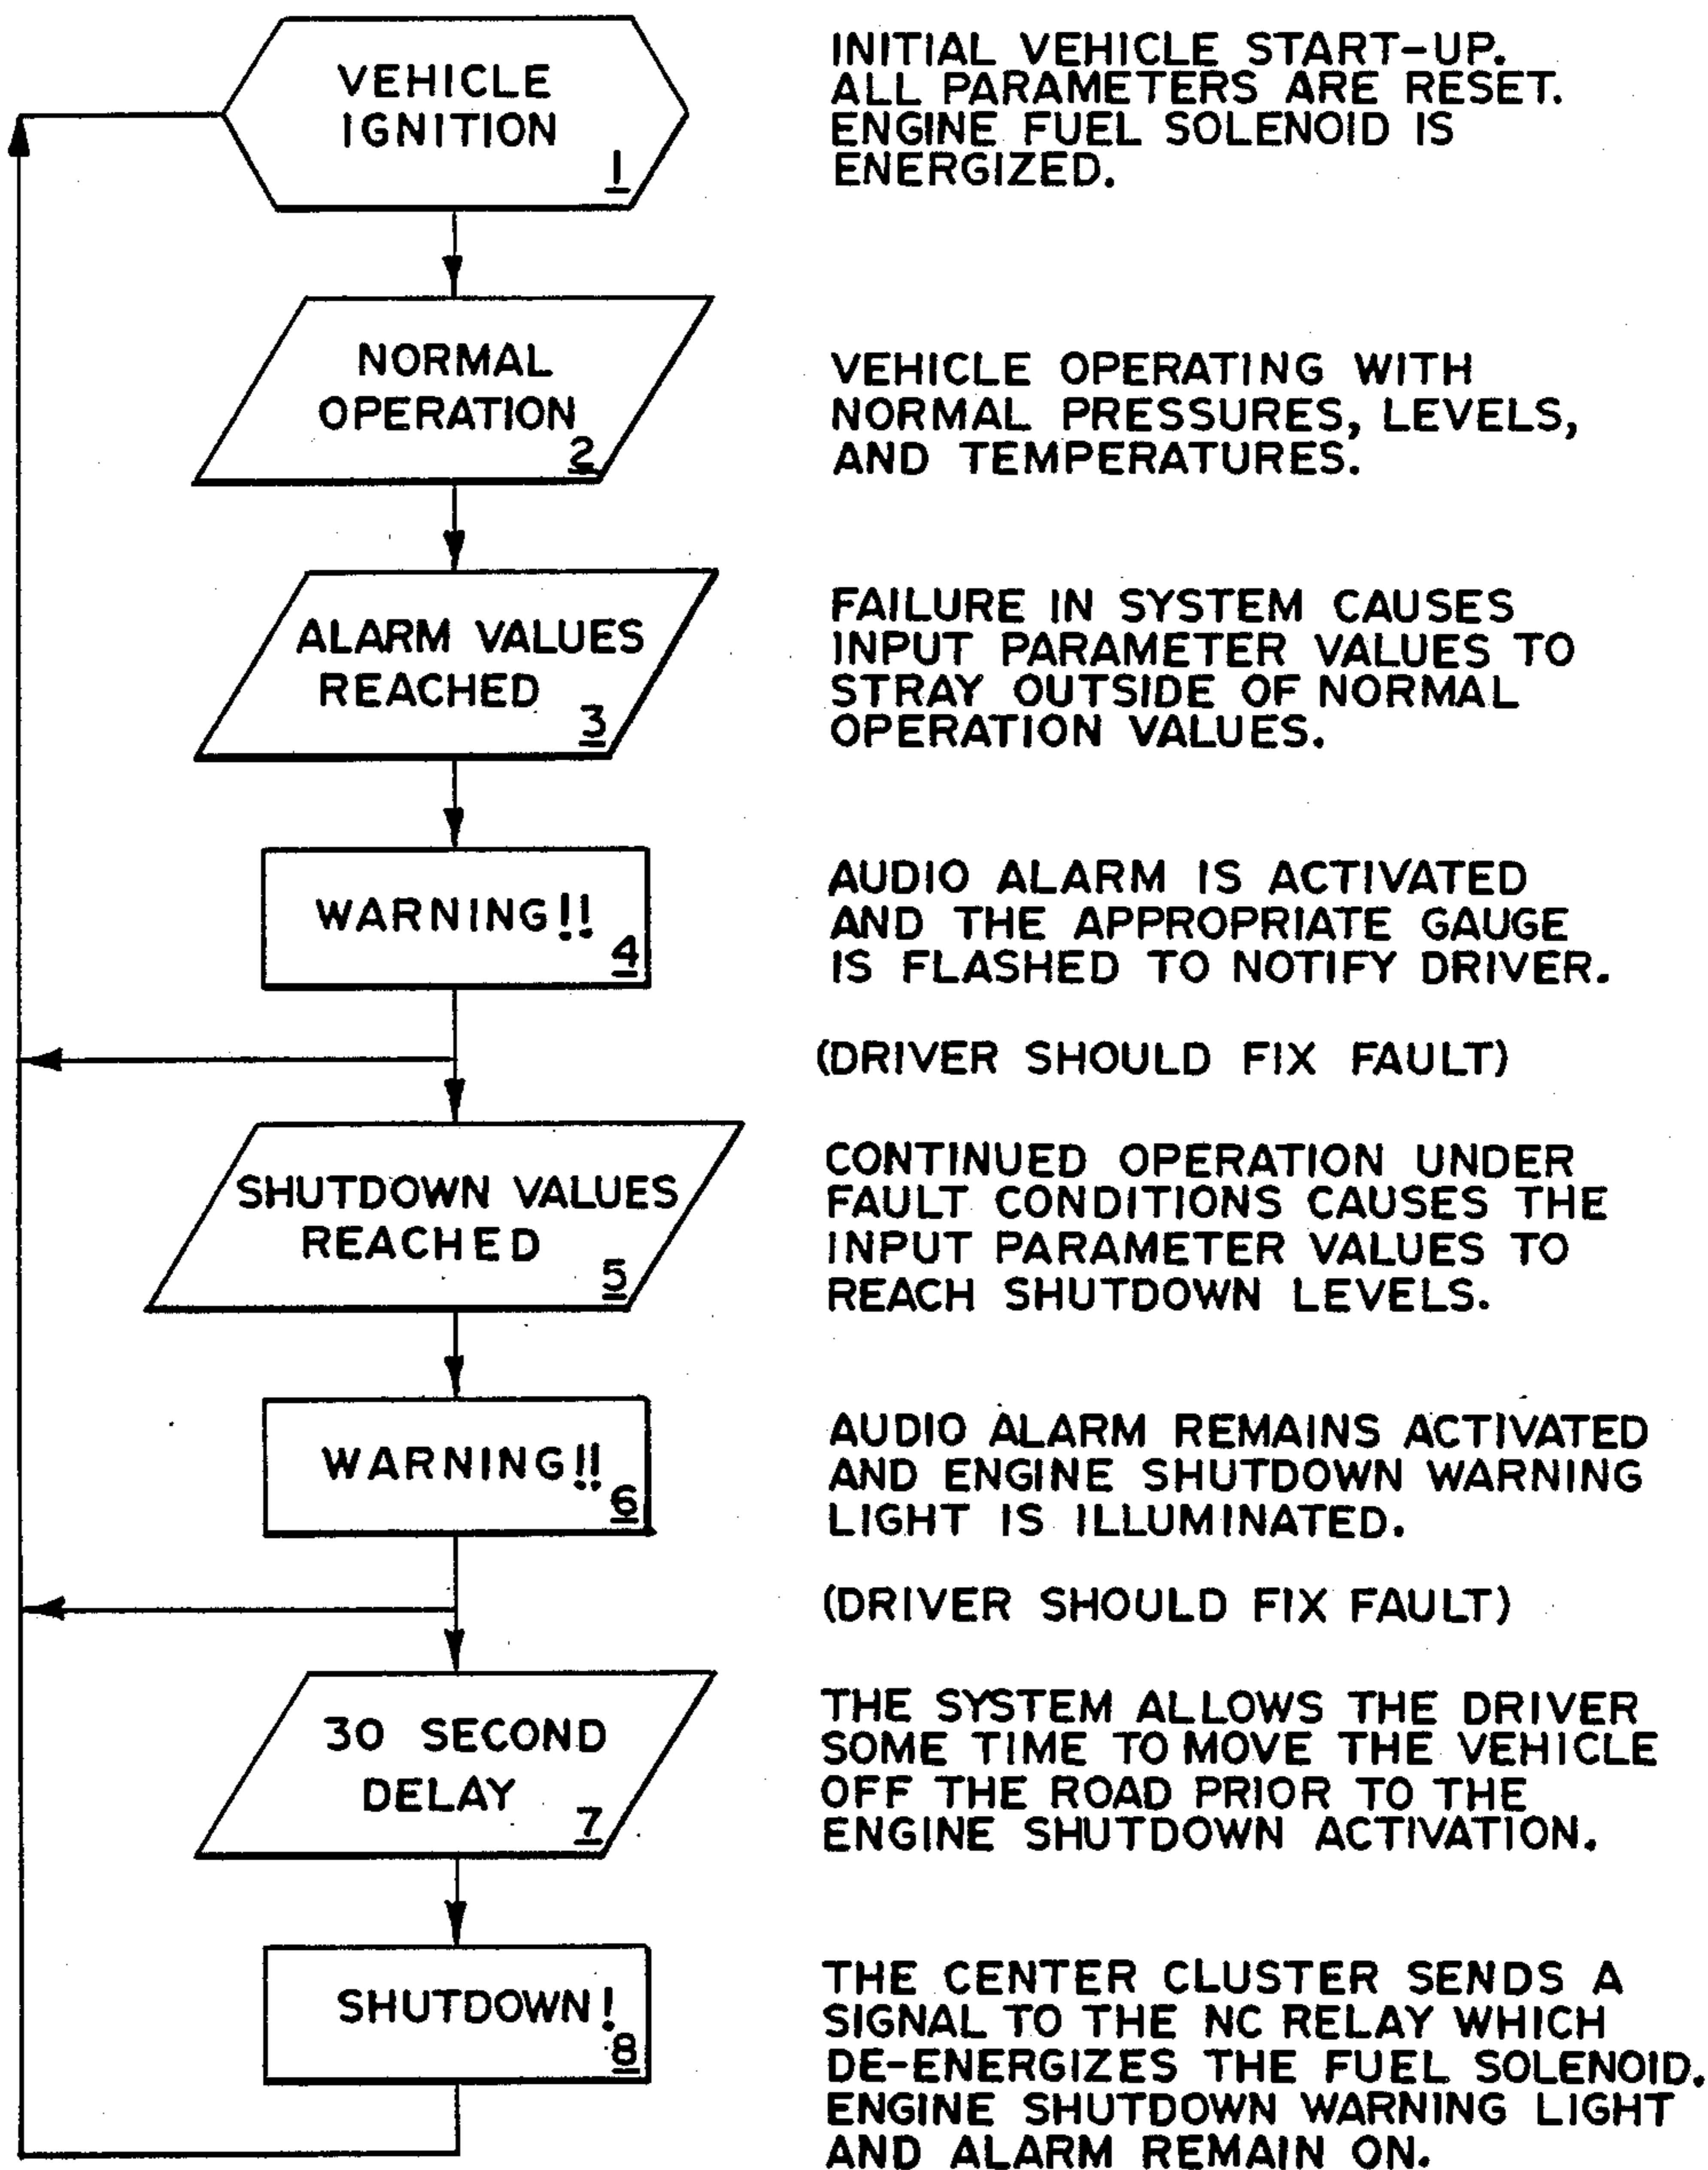 VEHICLE
IGNITION
1
INITIAL VEHICLE START-UP.
ALL PARAMETERS ARE RESET.
ENGINE FUEL SOLENOID IS
ENERGIZED.
NORMAL
OPERATION
2
VEHICLE OPERATING WITH
NORMAL PRESSURES, LEVELS,
AND TEMPERATURES.
ALARM VALUES
REACHED
3
FAILURE IN SYSTEM CAUSES
INPUT PARAMETER VALUES TO
STRAY OUTSIDE OF NORMAL
OPERATION VALUES.
WARNING!!
4
AUDIO ALARM IS ACTIVATED
AND THE APPROPRIATE GAUGE
IS FLASHED TO NOTIFY DRIVER.
(DRIVER SHOULD FIX FAULT)
SHUTDOWN VALUES
REACHED
5
CONTINUED OPERATION UNDER
FAULT CONDITIONS CAUSES THE
INPUT PARAMETER VALUES TO
REACH SHUTDOWN LEVELS.
WARNING!!
6
AUDIO ALARM REMAINS ACTIVATED
AND ENGINE SHUTDOWN WARNING
LIGHT IS ILLUMINATED.
(DRIVER SHOULD FIX FAULT)
30 SECOND
DELAY
7
THE SYSTEM ALLOWS THE DRIVER
SOME TIME TO MOVE THE VEHICLE
OFF THE ROAD PRIOR TO THE
ENGINE SHUTDOWN ACTIVATION.
SHUTDOWN!
8
THE CENTER CLUSTER SENDS A
SIGNAL TO THE NC RELAY WHICH
DE-ENERGIZES THE FUEL SOLENOID.
ENGINE SHUTDOWN WARNING LIGHT
AND ALARM REMAIN ON.